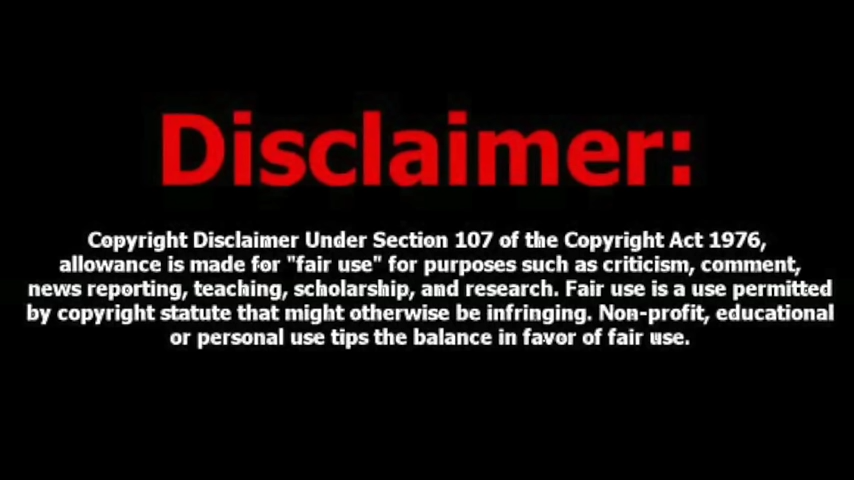 Disclaimer:
Copyright Disclaimer Under Section 107 of the Copyright Act 1976,
allowance is made for "fair use" for purposes such as criticism, comment,
news reporting, teaching, scholarship, and research. Fair use is a use permitted
by copyright statute that might otherwise be infringing. Non-profit, educational
or personal use tips the balance in favor of fair use.